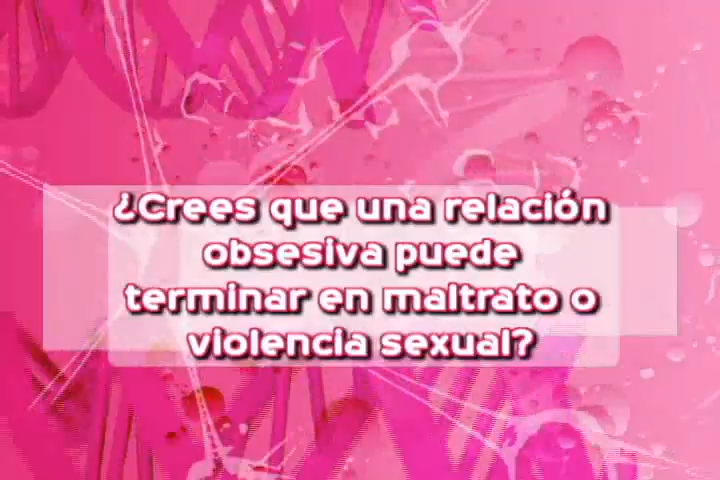 ¿Crees que una relación
obsesiva puede
terminar en maltrato o
violencia sexual?